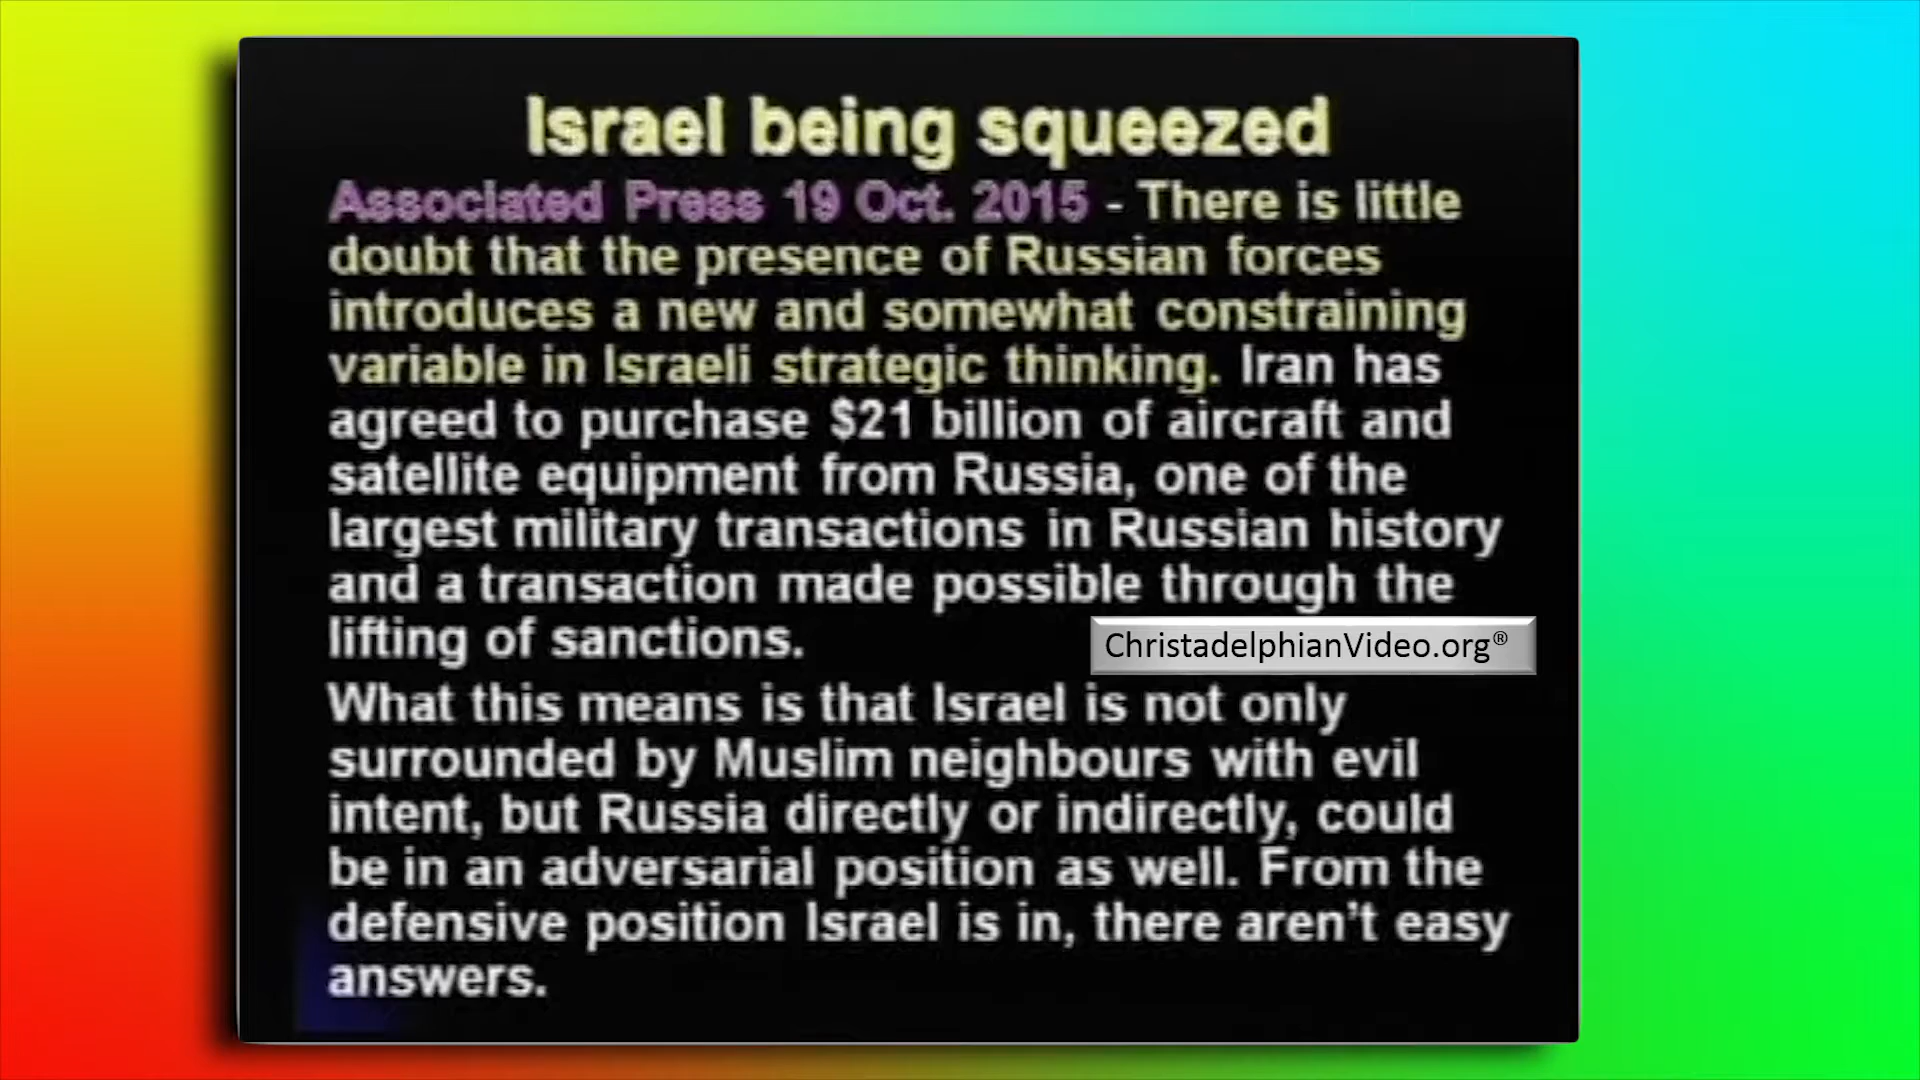 Israel being squeezed
Associated Press 19 Oct. 2015 - There is little
doubt that the presence of Russian forces
introduces a new and somewhat constraining
variable in Israeli strategic thinking. Iran has
agreed to purchase $21 billion of aircraft and
satellite equipment from Russia, one of the
largest military transactions in Russian history
and a transaction made possible through the
lifting of sanctions.
ChristadelphianVideo.org®
What this means is that Israel is not only
surrounded by Muslim neighbours with evil
intent, but Russia directly or indirectly, could
be in an adversarial position as well. From the
defensive position Israel is in, there aren’t easy
answers.